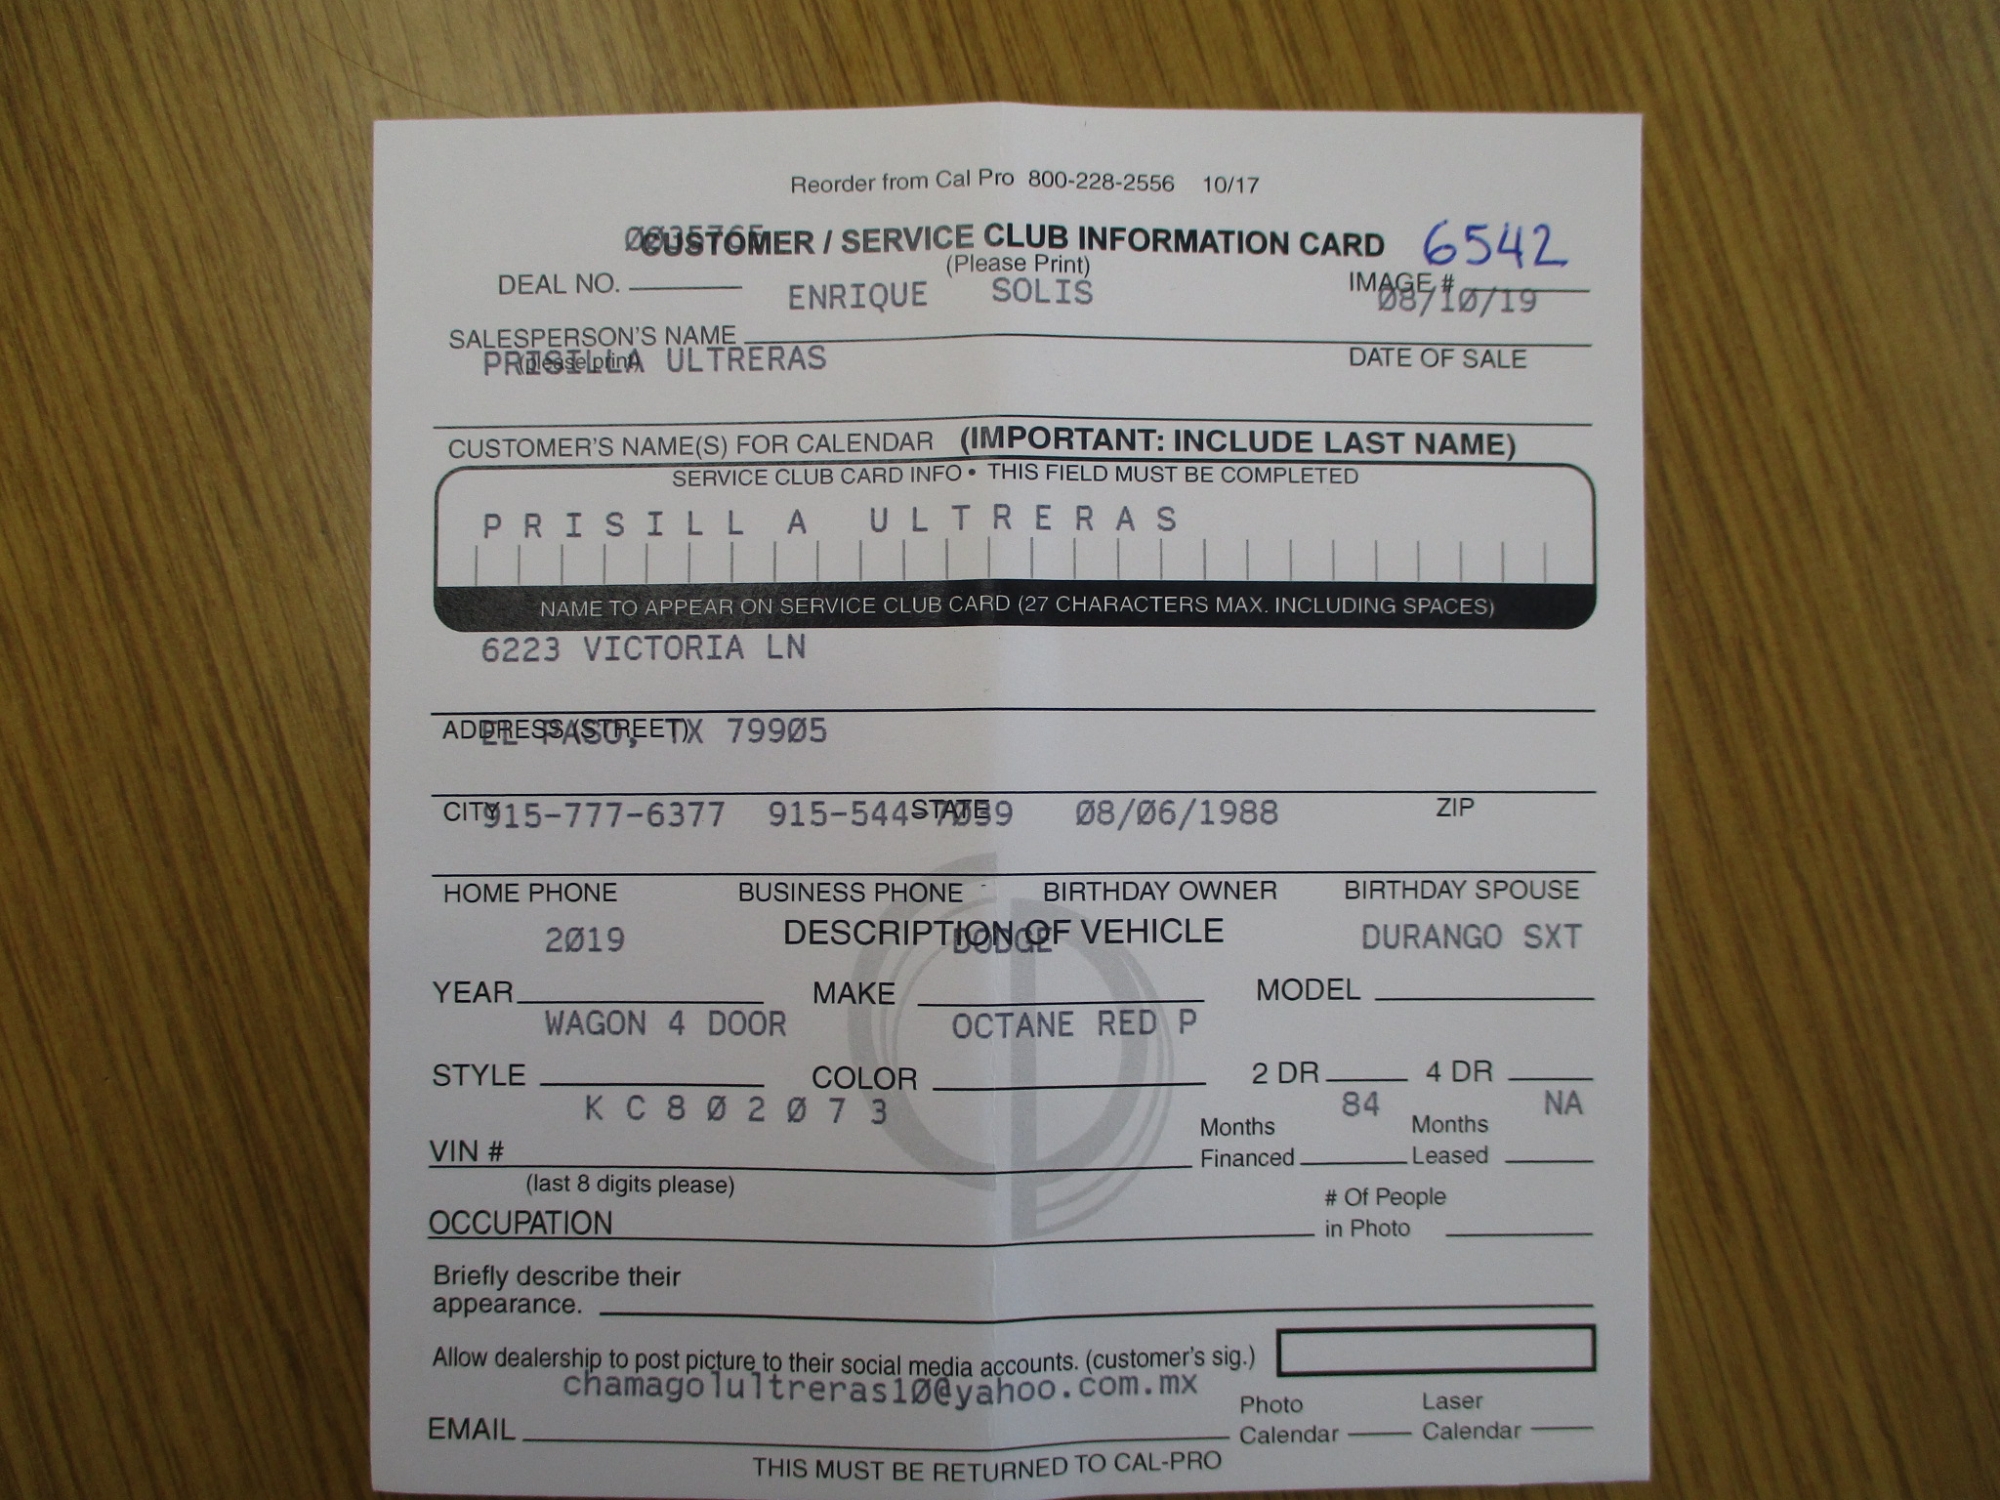 Reorder from Cal Pro 800-228-2556 10/17
CUSTOMER / SERVICE CLUB INFORMATION CARD 6542
(Please Print)
DEAL NO. IMAGE #
ENRIQUE SOLIS 08/10/19
SALESPERSON'S NAME
(please print) DATE OF SALE
PRISILLA ULTRERAS
CUSTOMER'S NAME(S) FOR CALENDAR (IMPORTANT: INCLUDE LAST NAME)
SERVICE CLUB CARD INFO • THIS FIELD MUST BE COMPLETED
PRISILLA ULTRERAS
NAME TO APPEAR ON SERVICE CLUB CARD (27 CHARACTERS MAX. INCLUDING SPACES)
6223 VICTORIA LN
ADDRESS (STREET)
EL PASO, TX 79905
CITY STATE ZIP
915-777-6377 08/06/1988
HOME PHONE BUSINESS PHONE BIRTHDAY OWNER BIRTHDAY SPOUSE
DESCRIPTION OF VEHICLE
2019 DODGE DURANGO SXT
YEAR MAKE MODEL
WAGON 4 DOOR OCTANE RED P
STYLE COLOR 2 DR 4 DR
KC802073 84 NA
VIN # Months Financed Months Leased
(last 8 digits please)
OCCUPATION # Of People in Photo
Briefly describe their
appearance.
Allow dealership to post picture to their social media accounts. (customer's sig.)
chamagolultreras10@yahoo.com.mx
EMAIL Photo Calendar Laser Calendar
THIS MUST BE RETURNED TO CAL-PRO